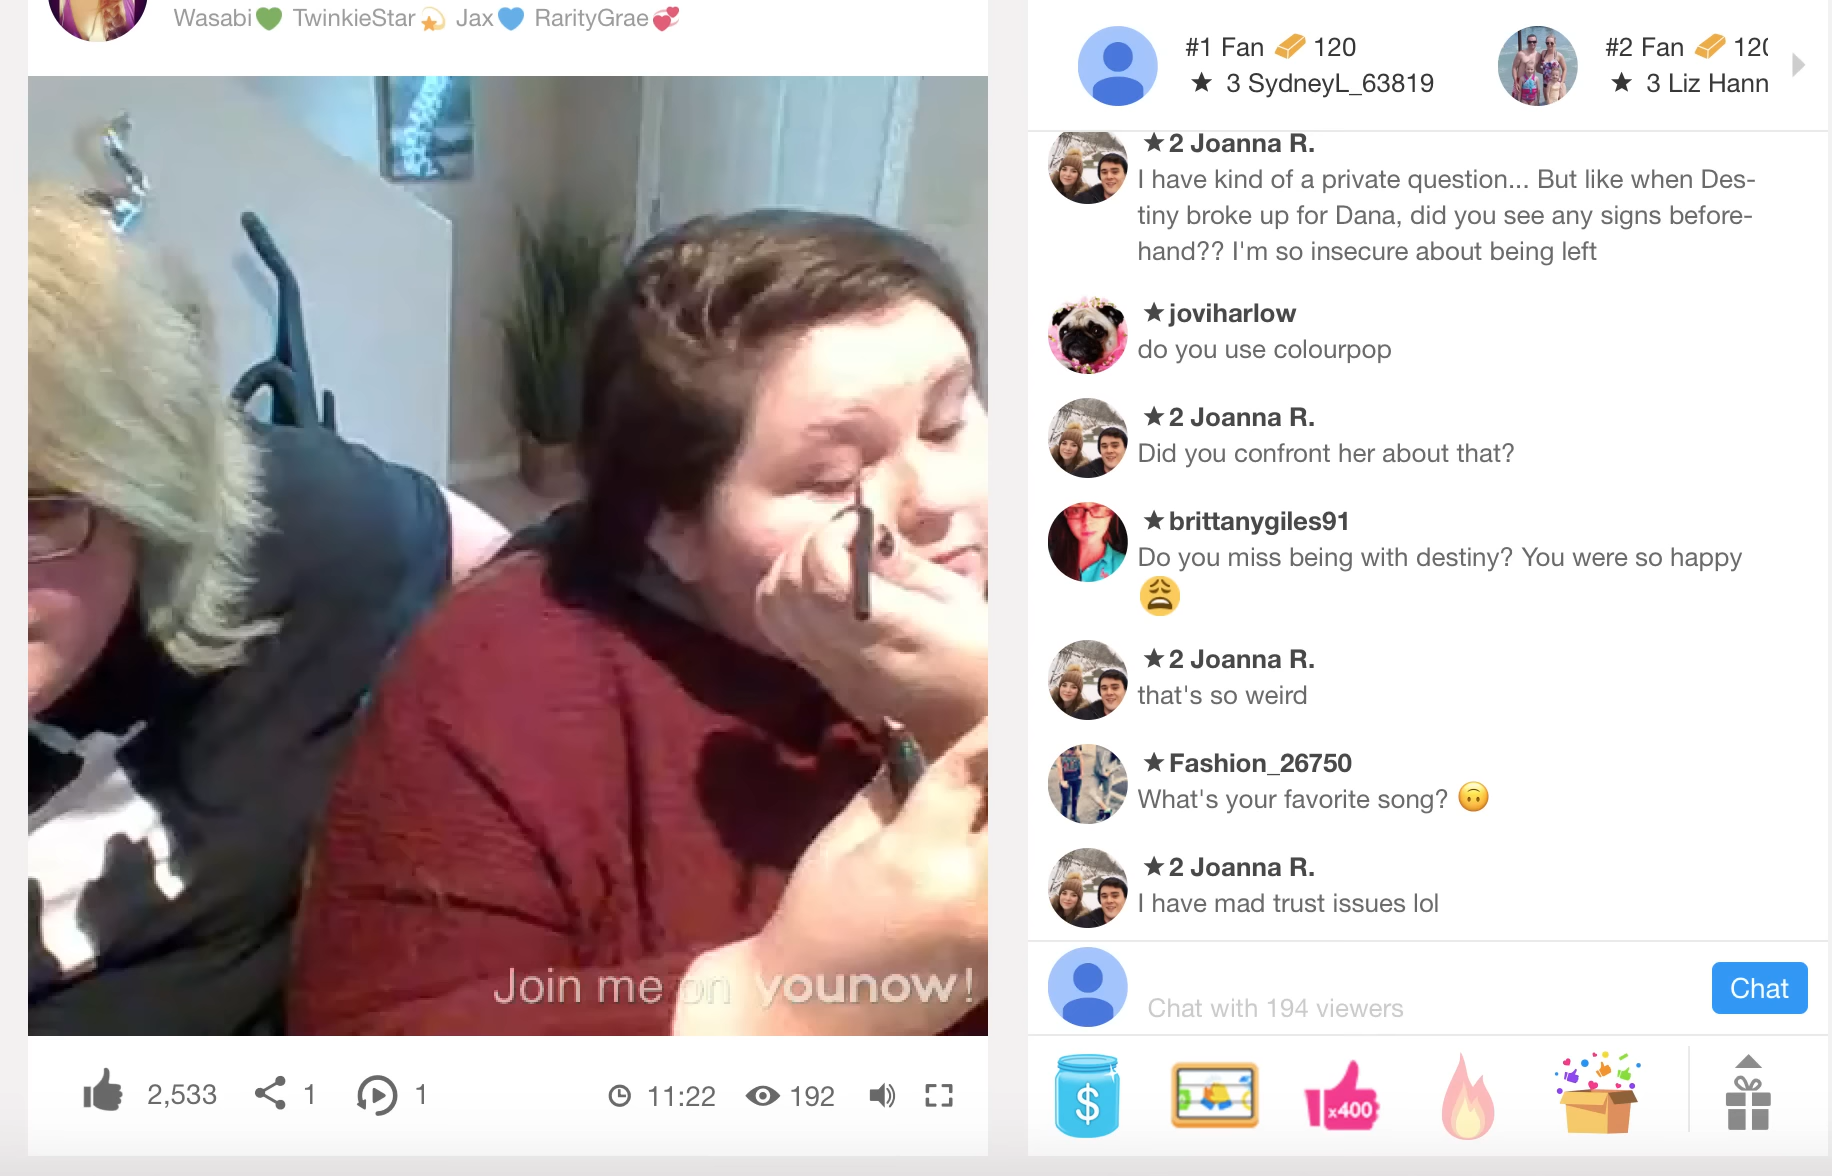 Wasabi💚 TwinkieStar💫 Jax💙 RarityGrae💞
#1 Fan 120
★ 3 SydneyL_63819
#2 Fan 120
★ 3 Liz Hann
★2 Joanna R.
I have kind of a private question... But like when Des-
tiny broke up for Dana, did you see any signs before-
hand?? I'm so insecure about being left
★joviharlow
do you use colourpop
★2 Joanna R.
Did you confront her about that?
★brittanygiles91
Do you miss being with destiny? You were so happy
😩
★2 Joanna R.
that's so weird
★Fashion_26750
What's your favorite song? 🙃
★2 Joanna R.
I have mad trust issues lol
Join me on younow!
Chat with 194 viewers
Chat
2,533 1 1 11:22 192
$
x400